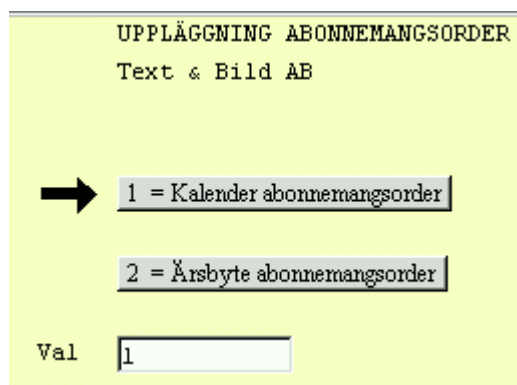 UPPLÄGGNING ABONNEMANGSORDER
Text & Bild AB
1 = Kalender abonnemangsorder
2 = Årsbyte abonnemangsorder
Val 1